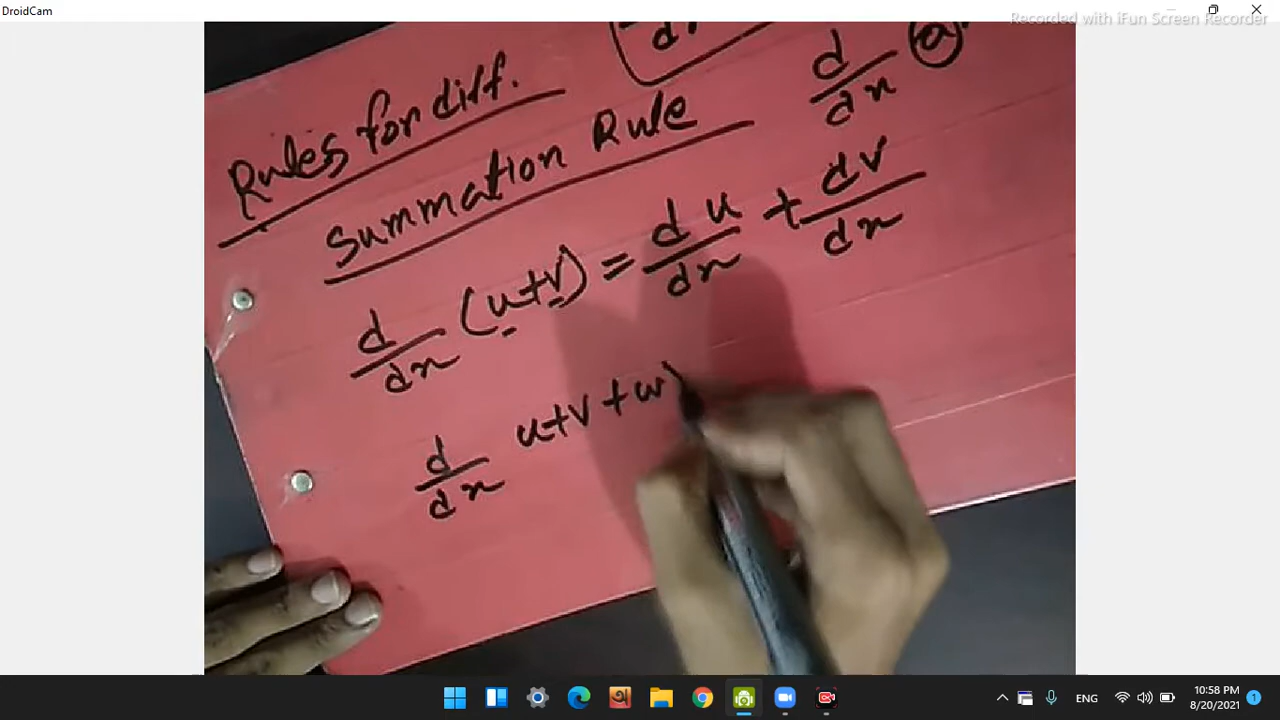 DroidCam
Recorded with iFun Screen Recorder
Rules for diff.
d/dx (a)
Summation Rule
d/dx (u+v) = du/dx + dv/dx
d/dx u+v+w)
ENG
10:58 PM
8/20/2021
1